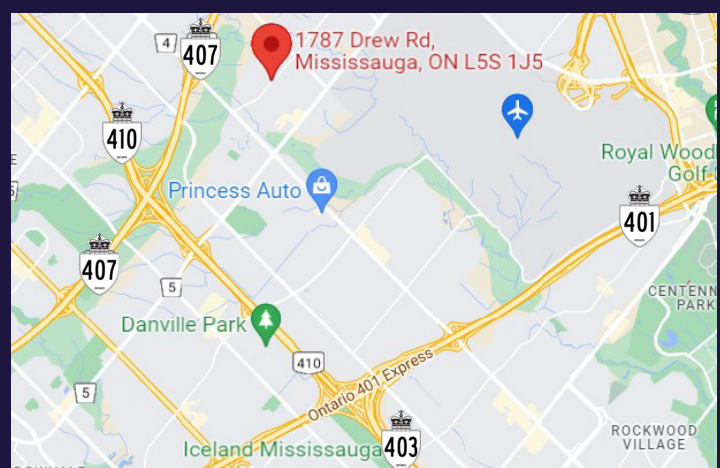 4
407
1787 Drew Rd,
Mississauga, ON L5S 1J5
410
Royal Wood
Golf
Princess Auto
401
407
5
CENTENN
PARK
Danville Park
410
Ontario 401 Express
5
ROCKWOOD
VILLAGE
Iceland Mississauga
403